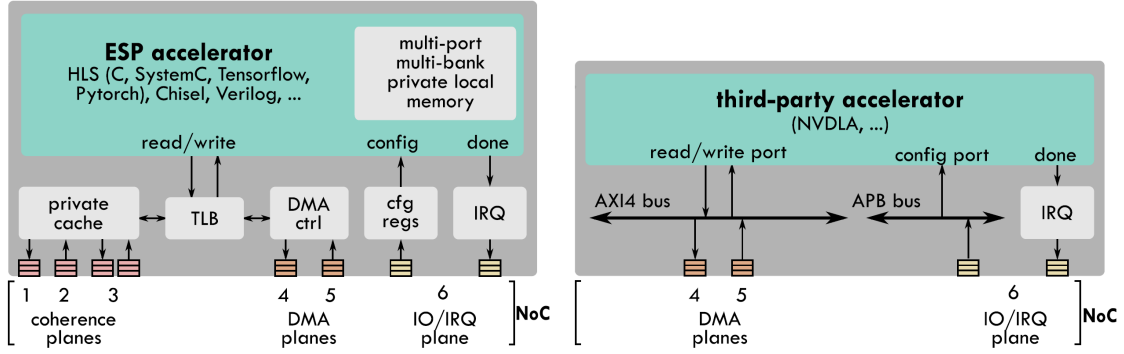 ESP accelerator
HLS (C, SystemC, Tensorflow,
Pytorch), Chisel, Verilog, ...
multi-port
multi-bank
private local
memory
read/write
config
done
private
cache
TLB
DMA
ctrl
cfg
regs
IRQ
1
2
3
4
5
6
coherence
planes
DMA
planes
IO/IRQ
plane
NoC
third-party accelerator
(NVDLA, ...)
read/write port
config port
done
AXI4 bus
APB bus
IRQ
4
5
6
DMA
planes
IO/IRQ
plane
NoC